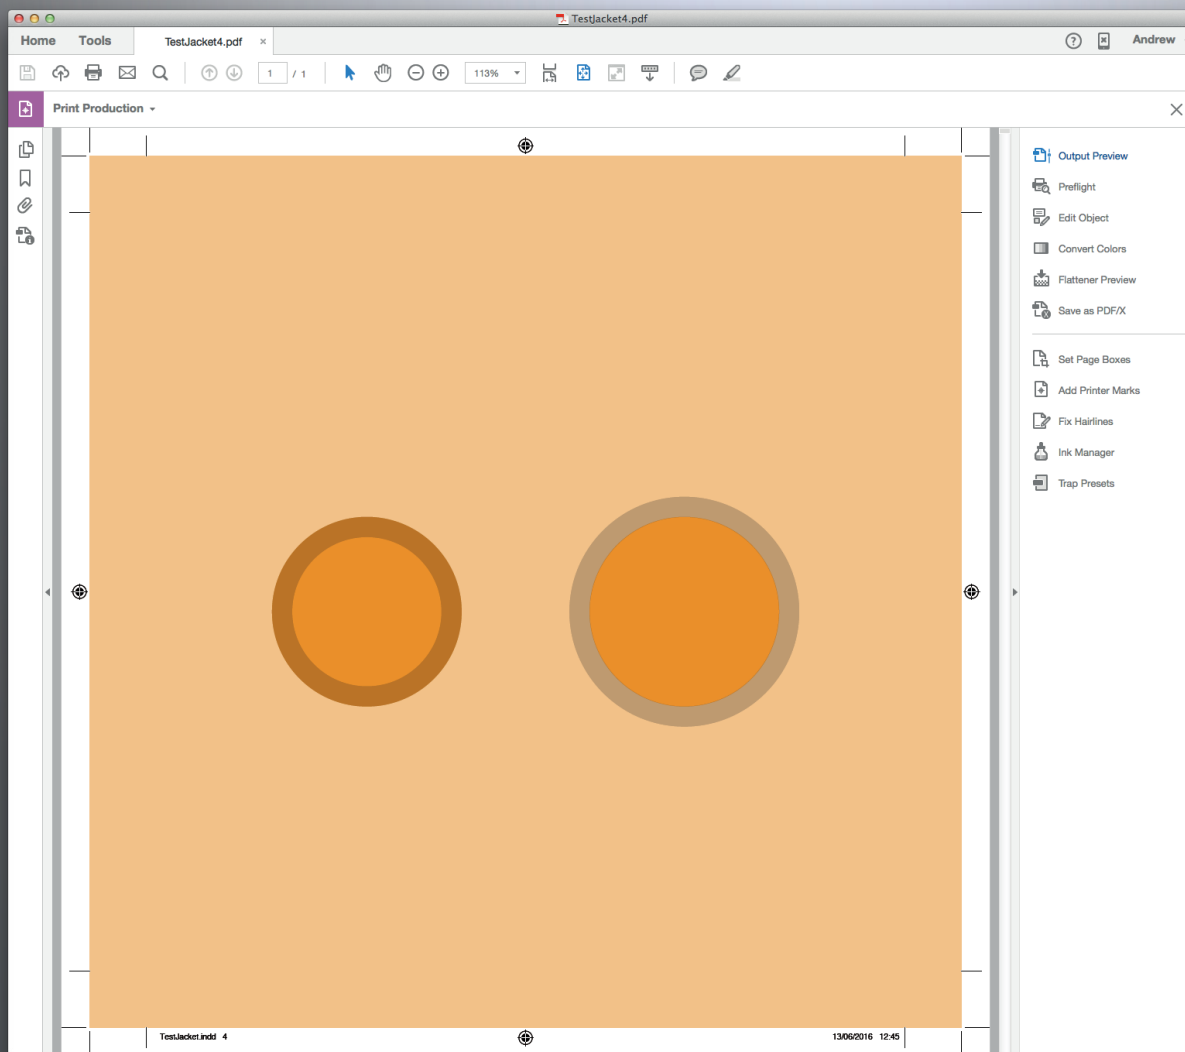 TestJacket4.pdf
Home Tools TestJacket4.pdf × Andrew
1 / 1 113%
Print Production
Output Preview
Preflight
Edit Object
Convert Colors
Flattener Preview
Save as PDF/X
Set Page Boxes
Add Printer Marks
Fix Hairlines
Ink Manager
Trap Presets
TestJacket.indd 4 13/06/2016 12:45